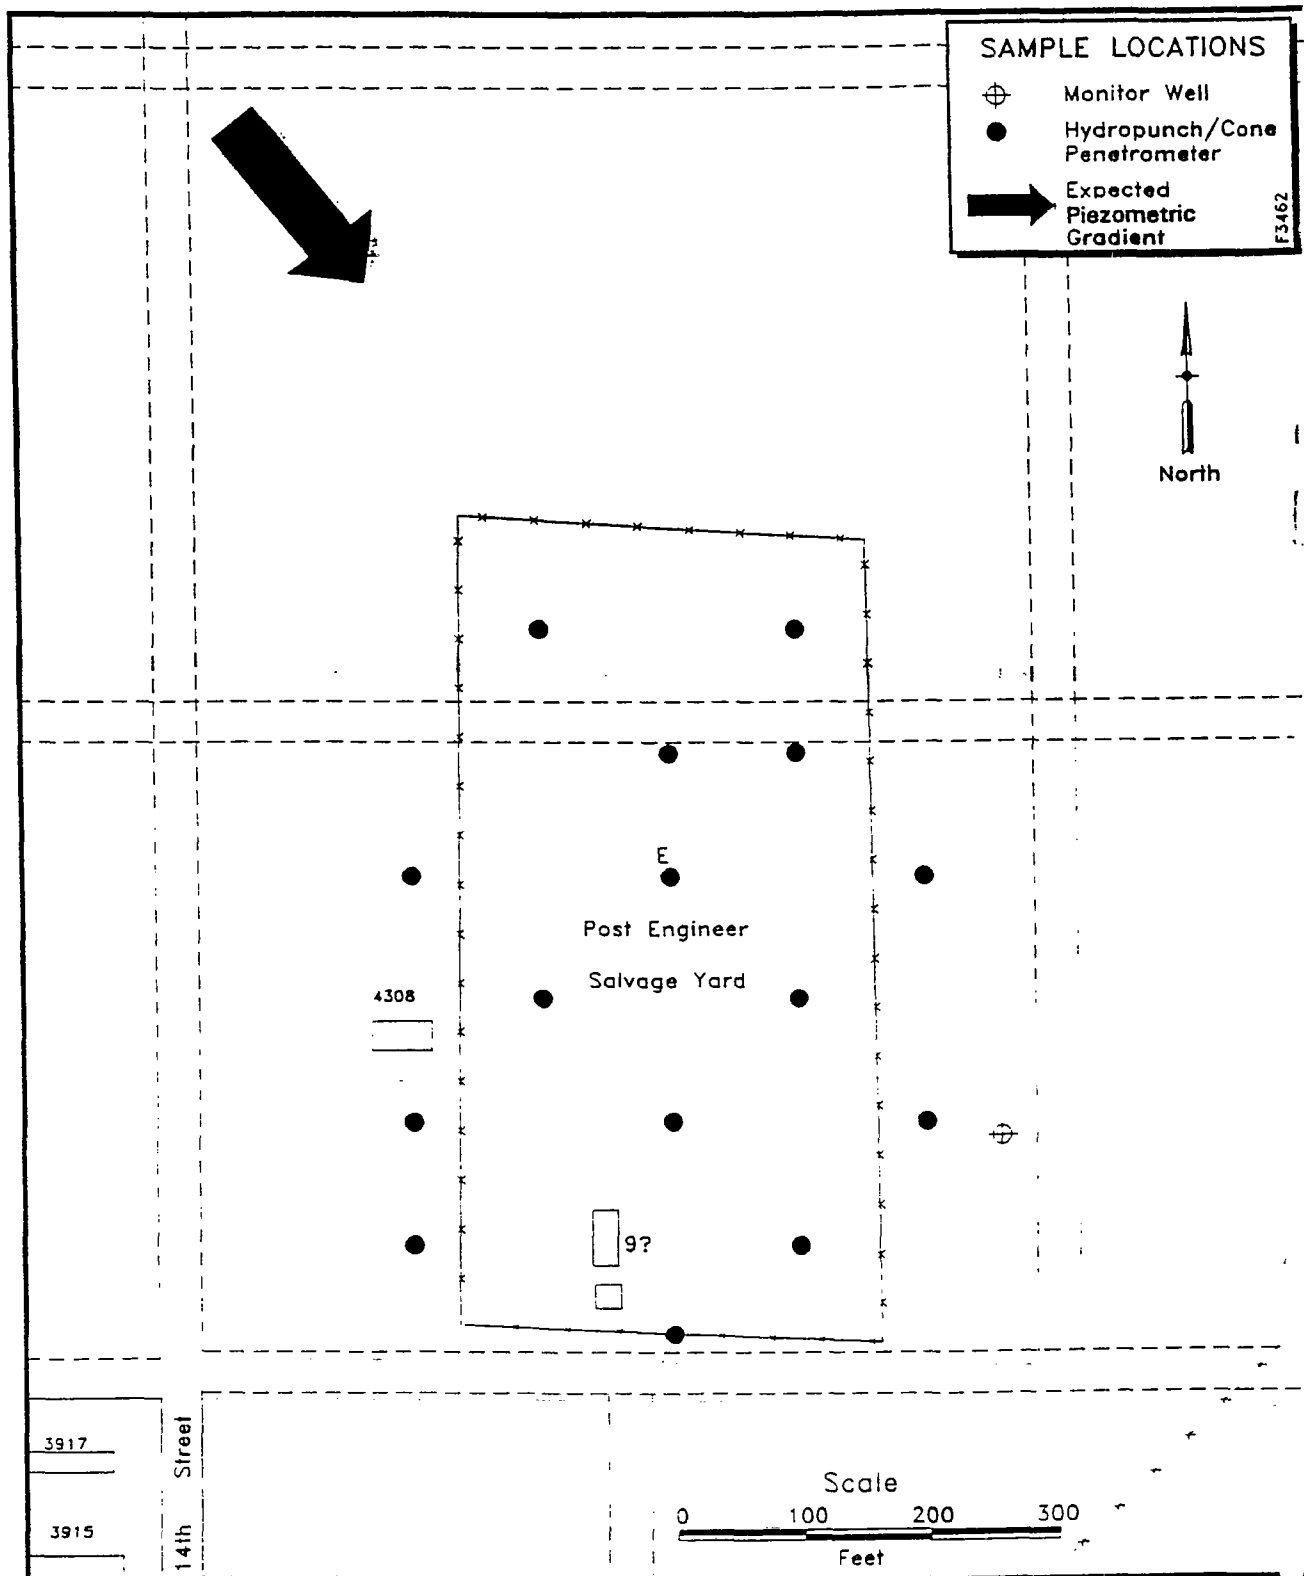 SAMPLE LOCATIONS
Monitor Well
Hydropunch/Cone
Penetrometer
Expected
Piezometric
Gradient
F3462
North
E
Post Engineer
Salvage Yard
4308
9?
3917
3915
14th Street
Scale
0 100 200 300
Feet